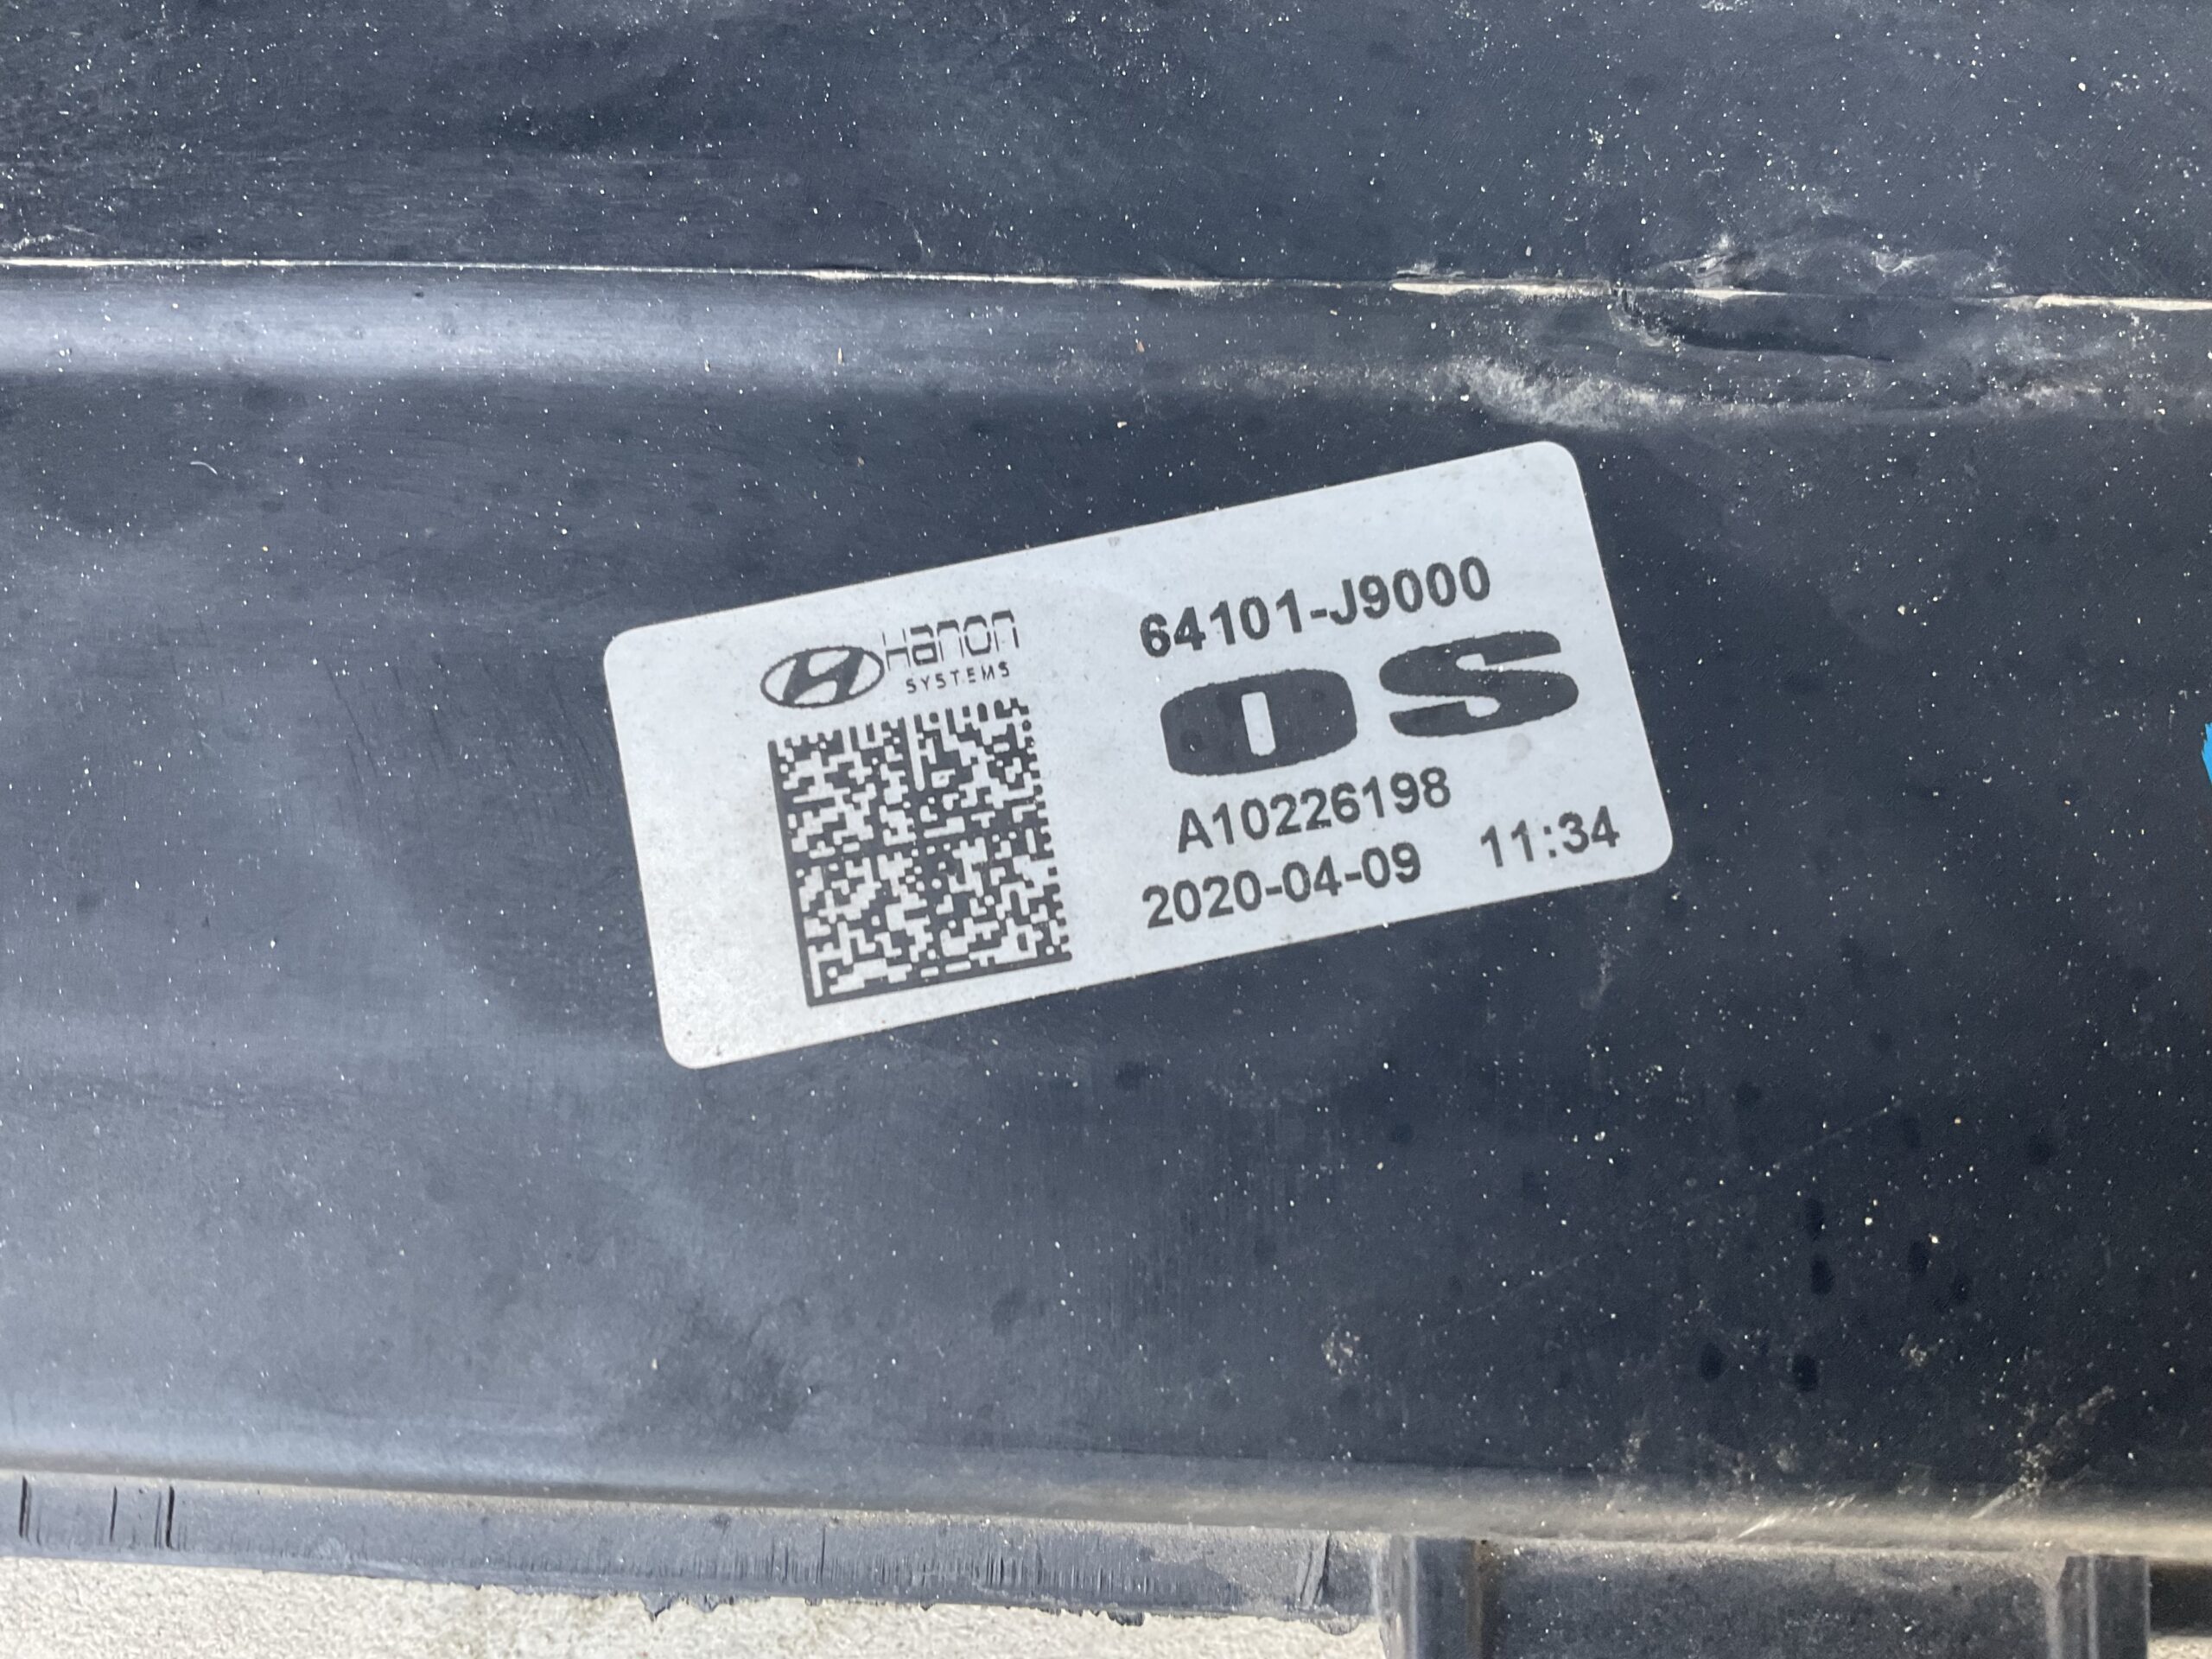 Hanon
SYSTEMS
64101-J9000
OS
A10226198
2020-04-09 11:34